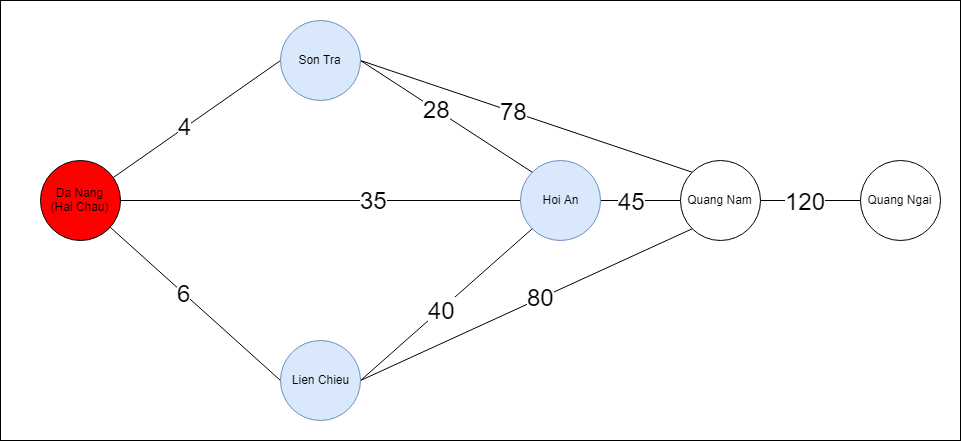 Son Tra
4
28
78
Da Nang
(Hai Chau)
35
Hoi An
45
Quang Nam
120
Quang Ngai
6
40
80
Lien Chieu